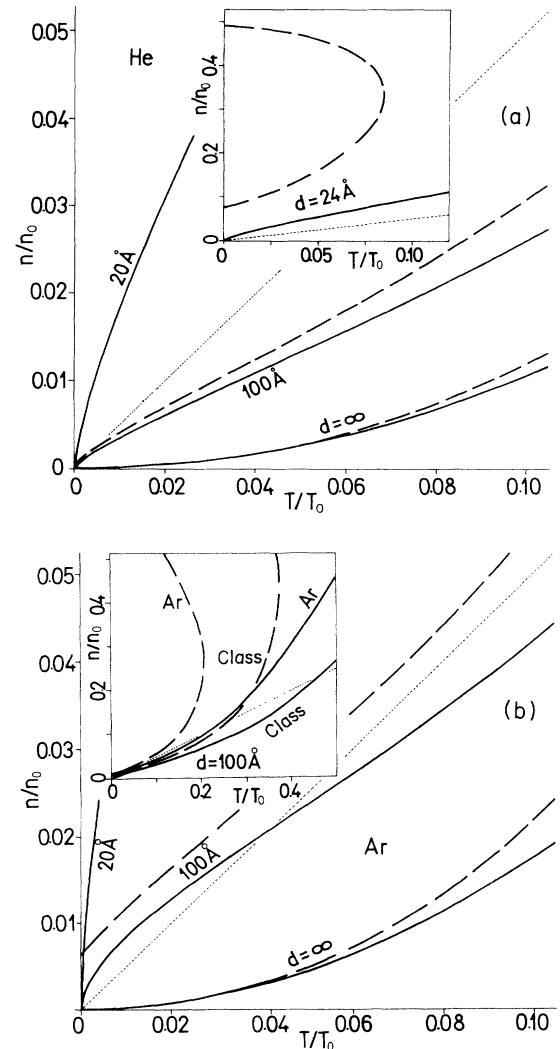 0.05
He
n/n₀
0.4
0.2
0
d=24Å
0.05
0.10
T/T₀
(a)
0.04
0.03
n/n₀
0.02
0.01
0
20Å
100Å
d=∞
0
0.02
0.04
0.06
0.08
0.10
T/T₀
0.05
n/n₀
0.4
0.2
0
Ar
Class
Ar
Class
d=100Å
0
0.2
0.4
T/T₀
(b)
0.04
0.03
n/n₀
0.02
0.01
20Å
100Å
Ar
d=∞
0
0.02
0.04
0.06
0.08
0.10
T/T₀